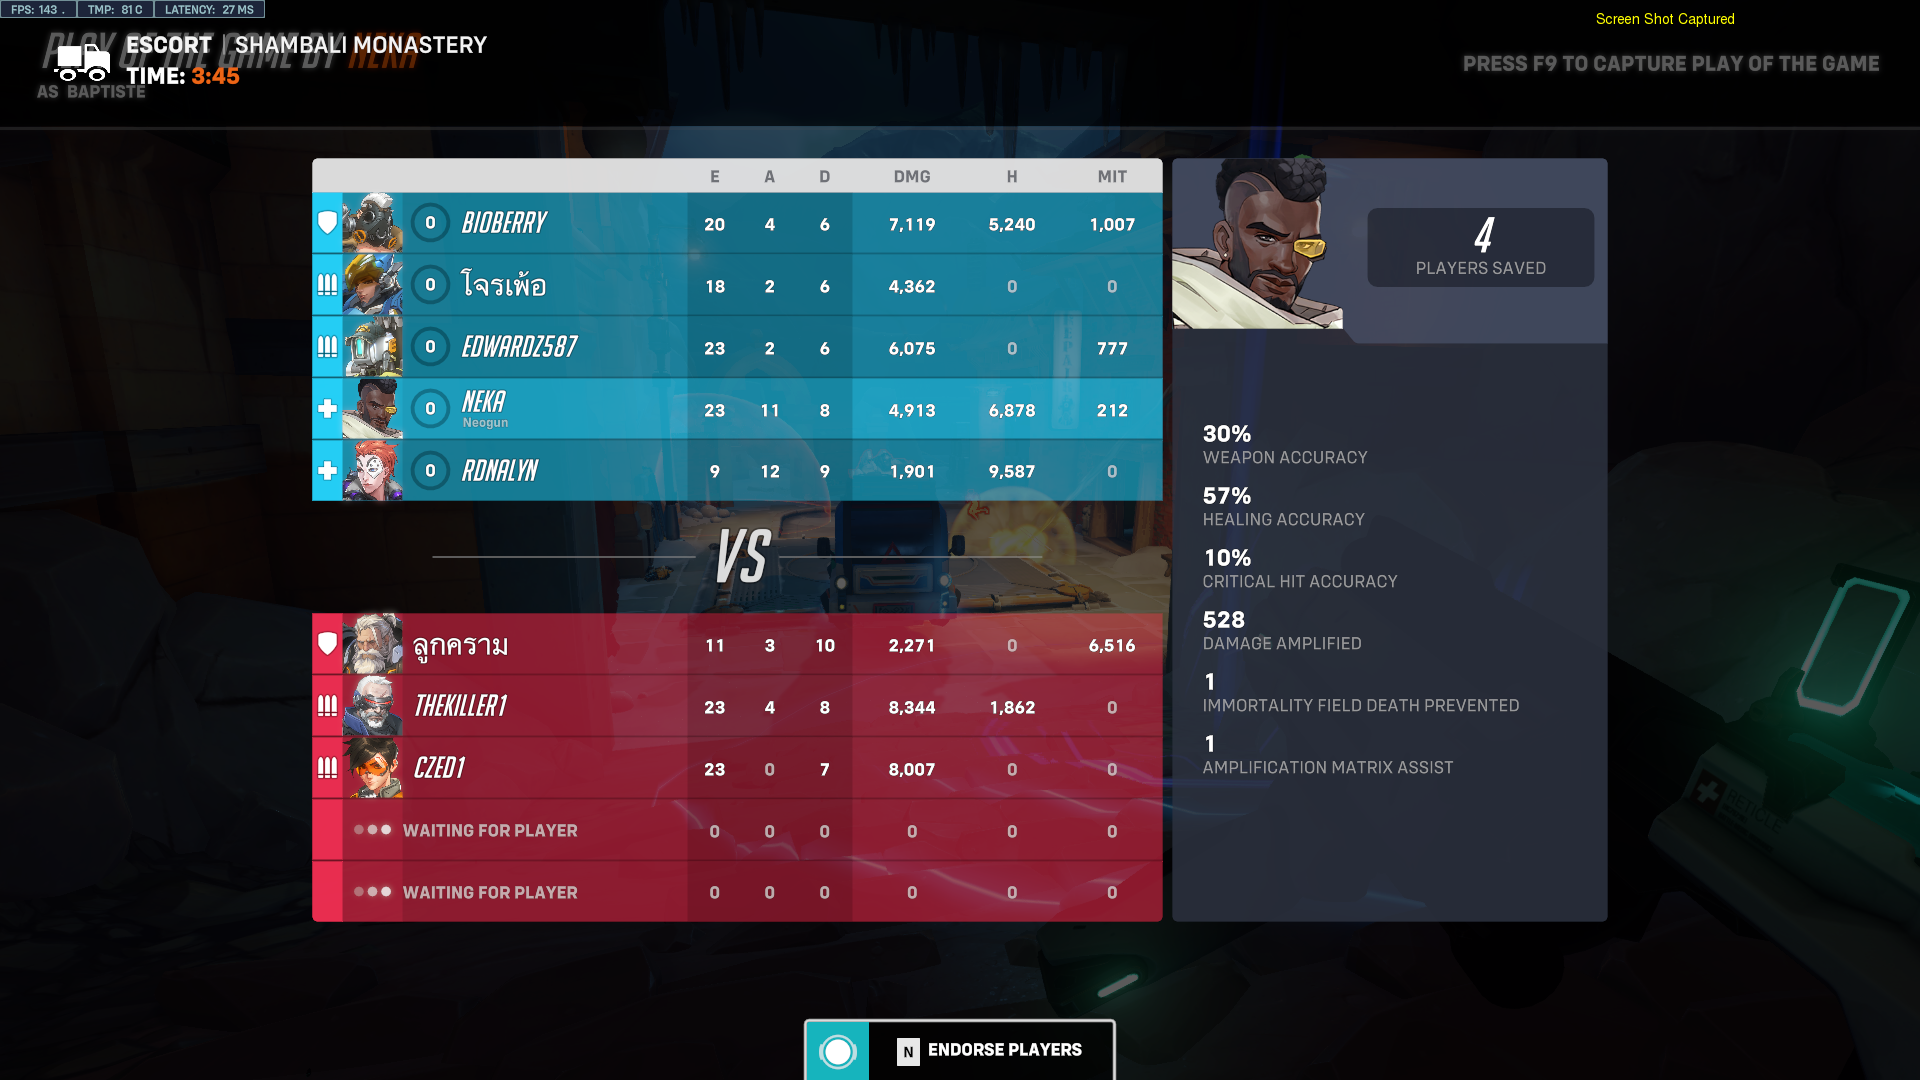 FPS: 143 . TMP: 81 C LATENCY: 27 MS
Screen Shot Captured
PLAY OF THE GAME BY NEKA
AS BAPTISTE
ESCORT | SHAMBALI MONASTERY
TIME: 3:45
PRESS F9 TO CAPTURE PLAY OF THE GAME
E A D DMG H MIT
0 BIOBERRY 20 4 6 7,119 5,240 1,007
0 โจรเพ้อ 18 2 6 4,362 0 0
0 EDWARDZ587 23 2 6 6,075 0 777
0 NEKA 23 11 8 4,913 6,878 212
Neogun
0 RDNALYN 9 12 9 1,901 9,587 0
VS
ลูกคราม 11 3 10 2,271 0 6,516
THEKILLER1 23 4 8 8,344 1,862 0
CZED1 23 0 7 8,007 0 0
WAITING FOR PLAYER 0 0 0 0 0 0
WAITING FOR PLAYER 0 0 0 0 0 0
4
PLAYERS SAVED
30%
WEAPON ACCURACY
57%
HEALING ACCURACY
10%
CRITICAL HIT ACCURACY
528
DAMAGE AMPLIFIED
1
IMMORTALITY FIELD DEATH PREVENTED
1
AMPLIFICATION MATRIX ASSIST
RETICLE
N ENDORSE PLAYERS